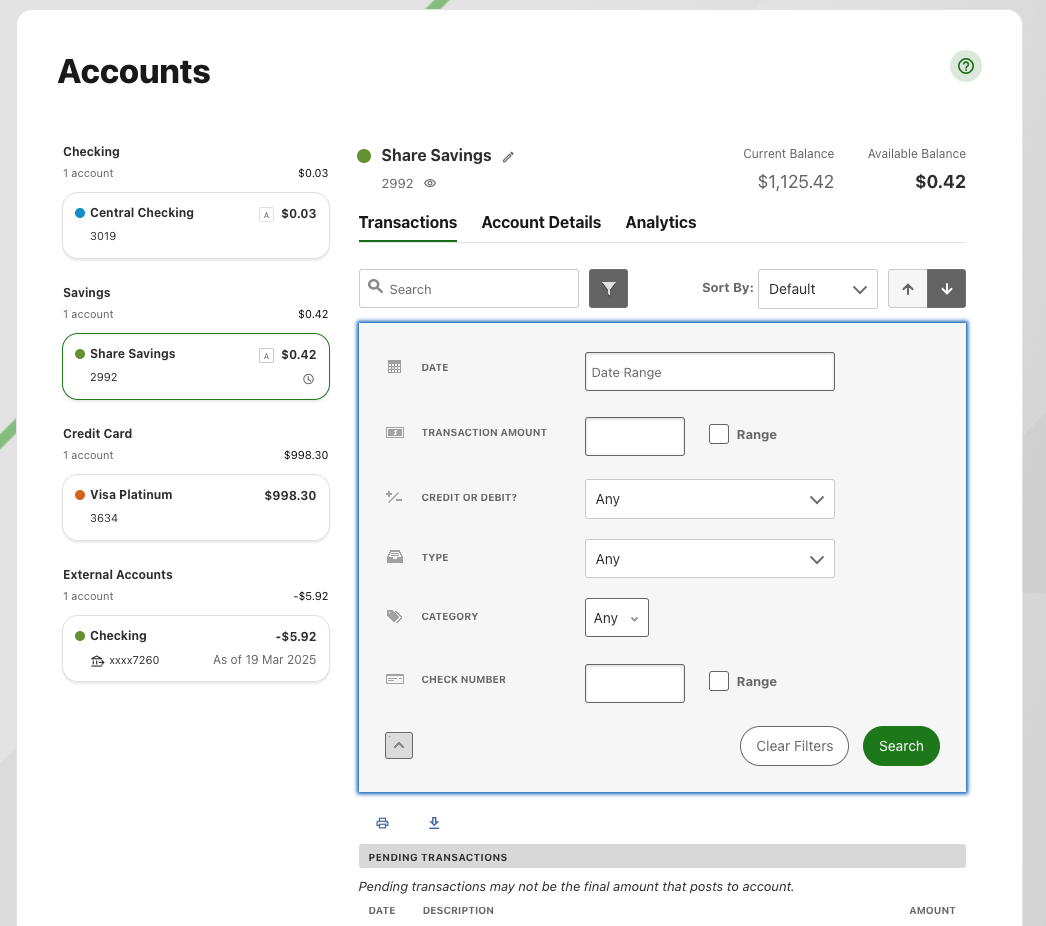 Accounts
Checking
1 account $0.03
Central Checking A $0.03
3019
Savings
1 account $0.42
Share Savings A $0.42
2992
Credit Card
1 account $998.30
Visa Platinum $998.30
3634
External Accounts
1 account -$5.92
Checking -$5.92
xxxx7260 As of 19 Mar 2025
Share Savings
2992
Current Balance
$1,125.42
Available Balance
$0.42
Transactions Account Details Analytics
Search
Sort By: Default
DATE Date Range
TRANSACTION AMOUNT Range
CREDIT OR DEBIT? Any
TYPE Any
CATEGORY Any
CHECK NUMBER Range
Clear Filters Search
PENDING TRANSACTIONS
Pending transactions may not be the final amount that posts to account.
DATE DESCRIPTION AMOUNT